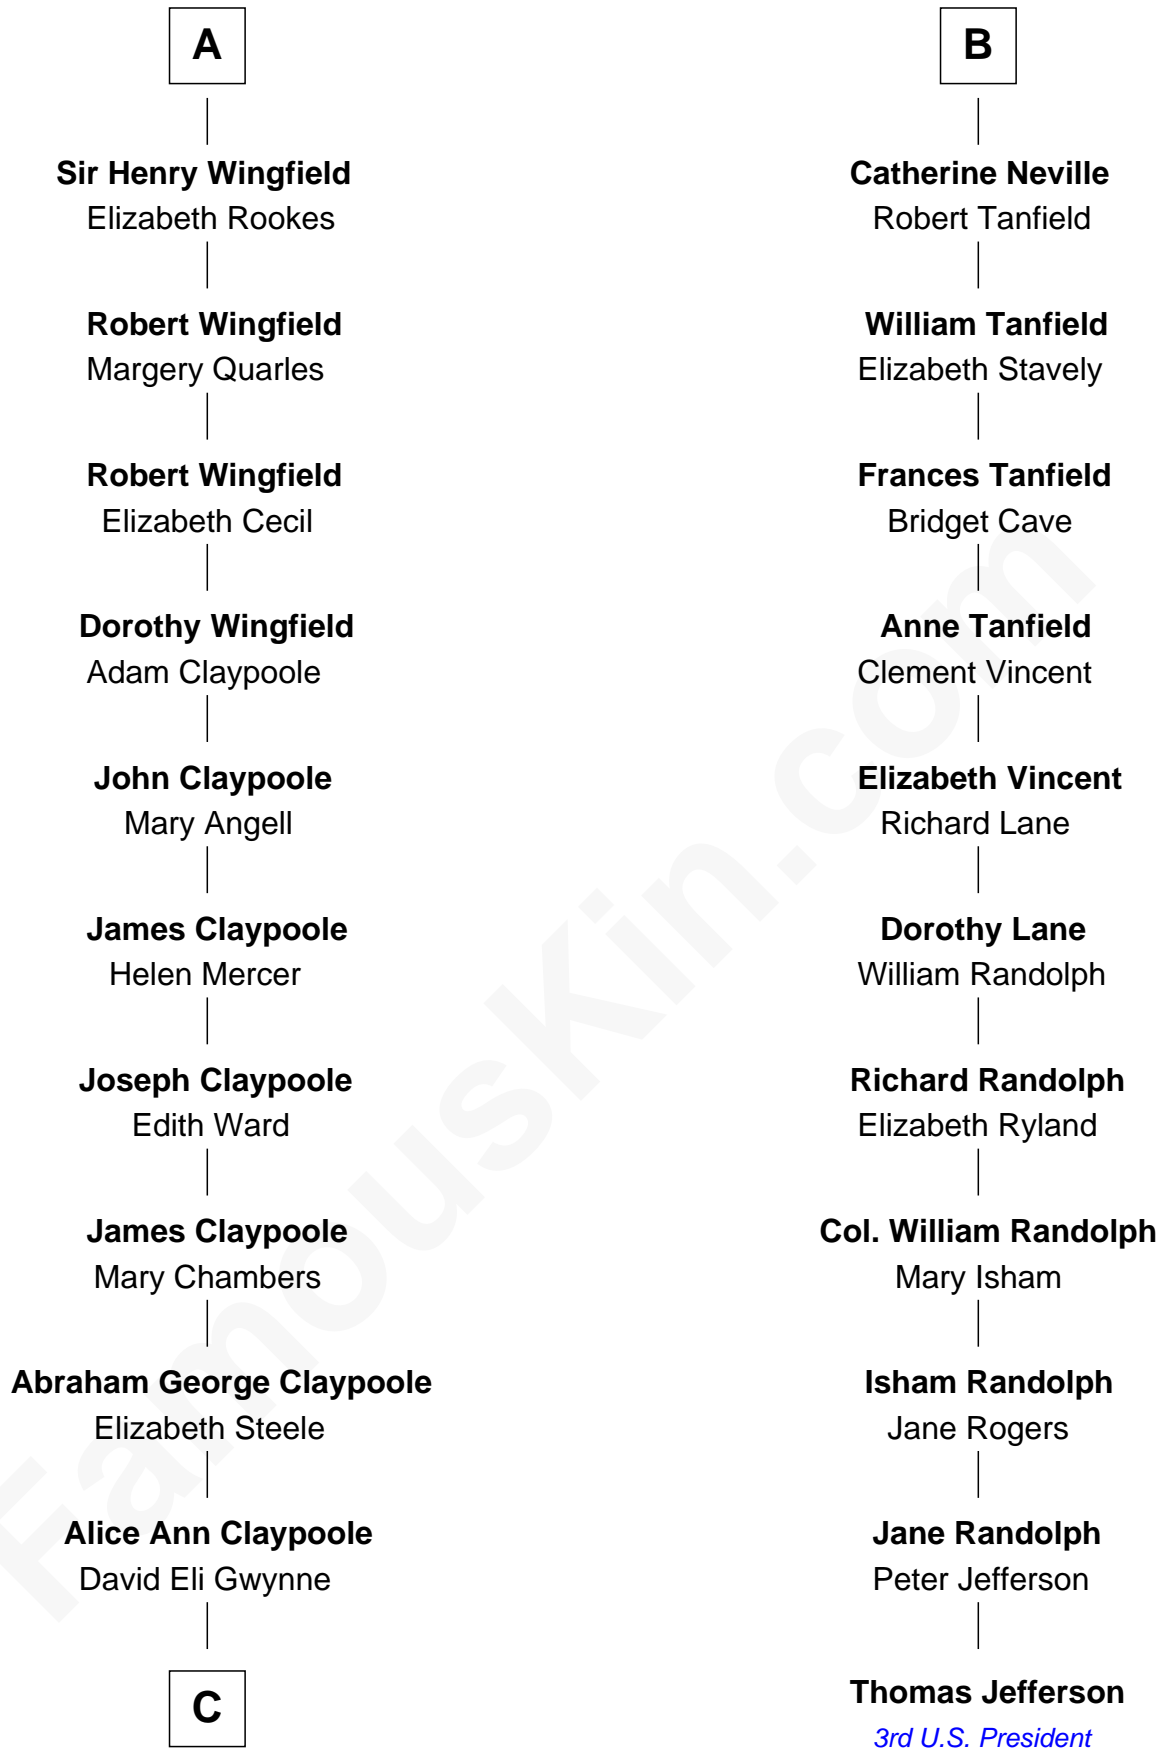 A
Sir Henry Wingfield
Elizabeth Rookes
Robert Wingfield
Margery Quarles
Robert Wingfield
Elizabeth Cecil
Dorothy Wingfield
Adam Claypoole
John Claypoole
Mary Angell
James Claypoole
Helen Mercer
Joseph Claypoole
Edith Ward
James Claypoole
Mary Chambers
Abraham George Claypoole
Elizabeth Steele
Alice Ann Claypoole
David Eli Gwynne
C
B
Catherine Neville
Robert Tanfield
William Tanfield
Elizabeth Stavely
Frances Tanfield
Bridget Cave
Anne Tanfield
Clement Vincent
Elizabeth Vincent
Richard Lane
Dorothy Lane
William Randolph
Richard Randolph
Elizabeth Ryland
Col. William Randolph
Mary Isham
Isham Randolph
Jane Rogers
Jane Randolph
Peter Jefferson
Thomas Jefferson
3rd U.S. President
FamousKin.com